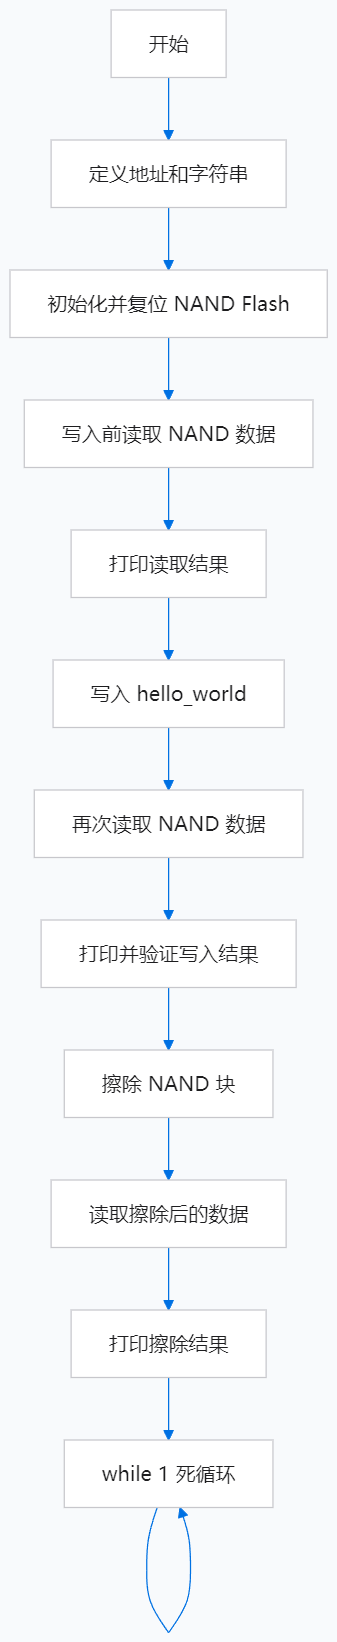 开始
定义地址和字符串
初始化并复位 NAND Flash
写入前读取 NAND 数据
打印读取结果
写入 hello_world
再次读取 NAND 数据
打印并验证写入结果
擦除 NAND 块
读取擦除后的数据
打印擦除结果
while 1 死循环